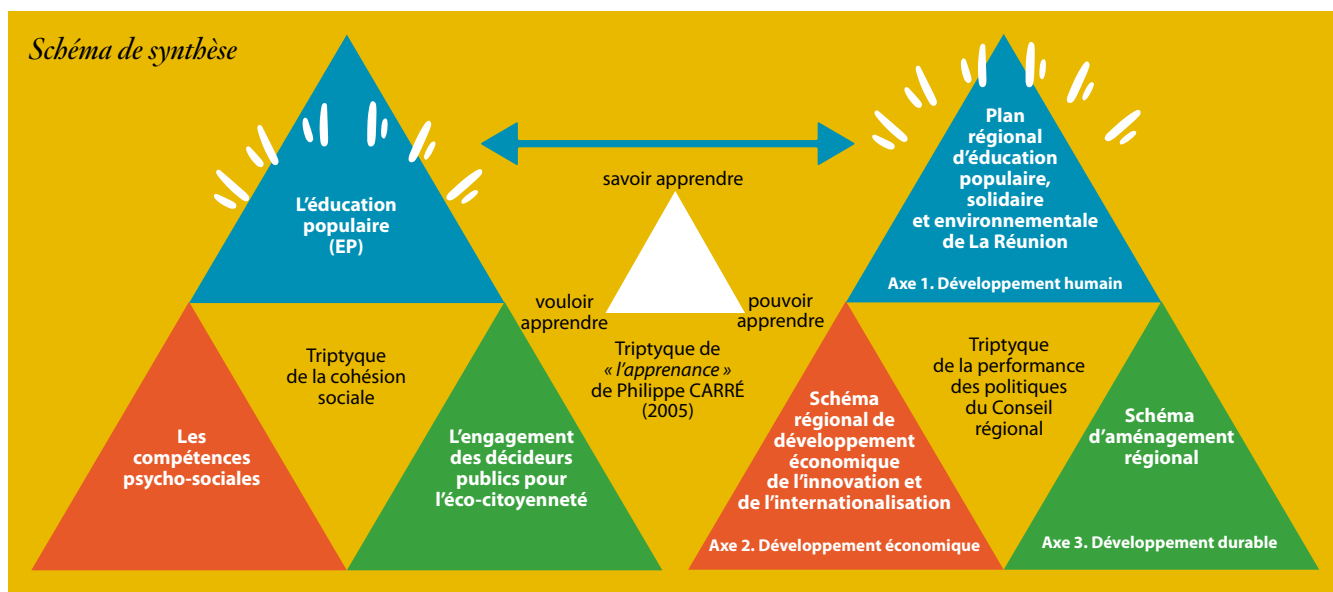 Schéma de synthèse
L'éducation
populaire
(EP)
Triptyque
de la cohésion
sociale
Les
compétences
psycho-sociales
L'engagement
des décideurs
publics pour
l'éco-citoyenneté
savoir apprendre
vouloir
apprendre
pouvoir
apprendre
Triptyque de
« l'apprenance »
de Philippe CARRÉ
(2005)
Plan
régional
d'éducation
populaire,
solidaire
et environnementale
de La Réunion
Axe 1. Développement humain
Triptyque
de la performance
des politiques
du Conseil
régional
Schéma
régional de
développement
économique
de l'innovation et
de l'internationalisation
Axe 2. Développement économique
Schéma
d'aménagement
régional
Axe 3. Développement durable